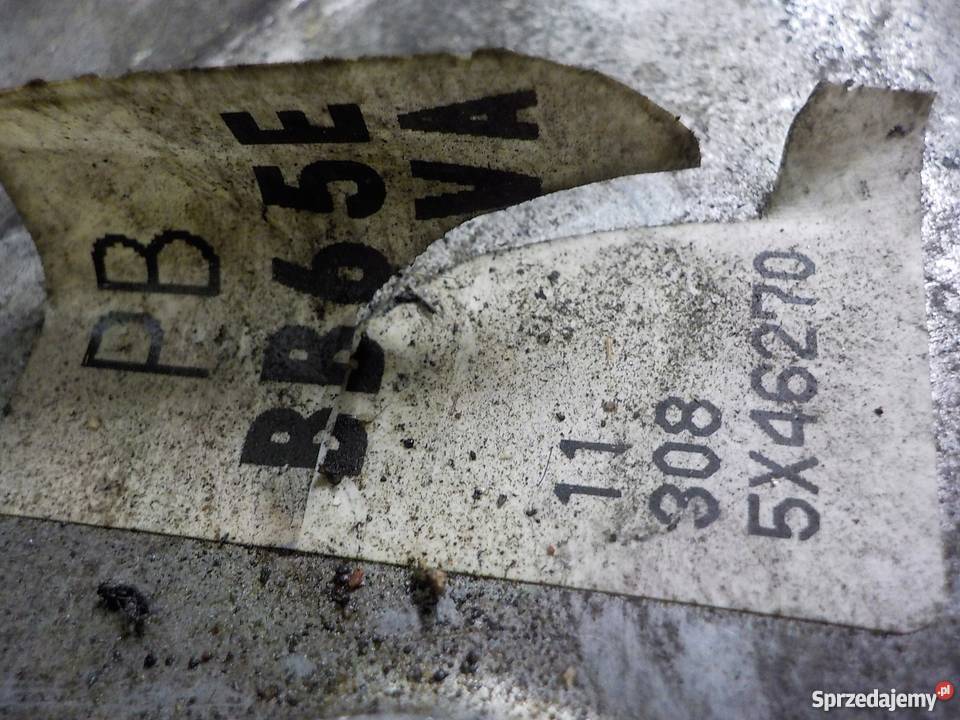 PB
BB65E
VA
11
308
5X46270
Sprzedajemy.pl